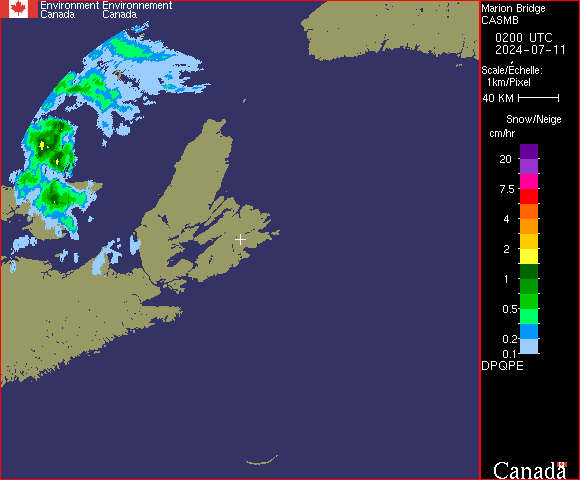 Environment Environnement
Canada Canada
Marion Bridge
CASMB
0200 UTC
2024-07-11
Scale/Échelle:
1km/Pixel
40 KM
Snow/Neige
cm/hr
20
7.5
4
2
1
0.5
0.2
0.1
DPQPE
Canada